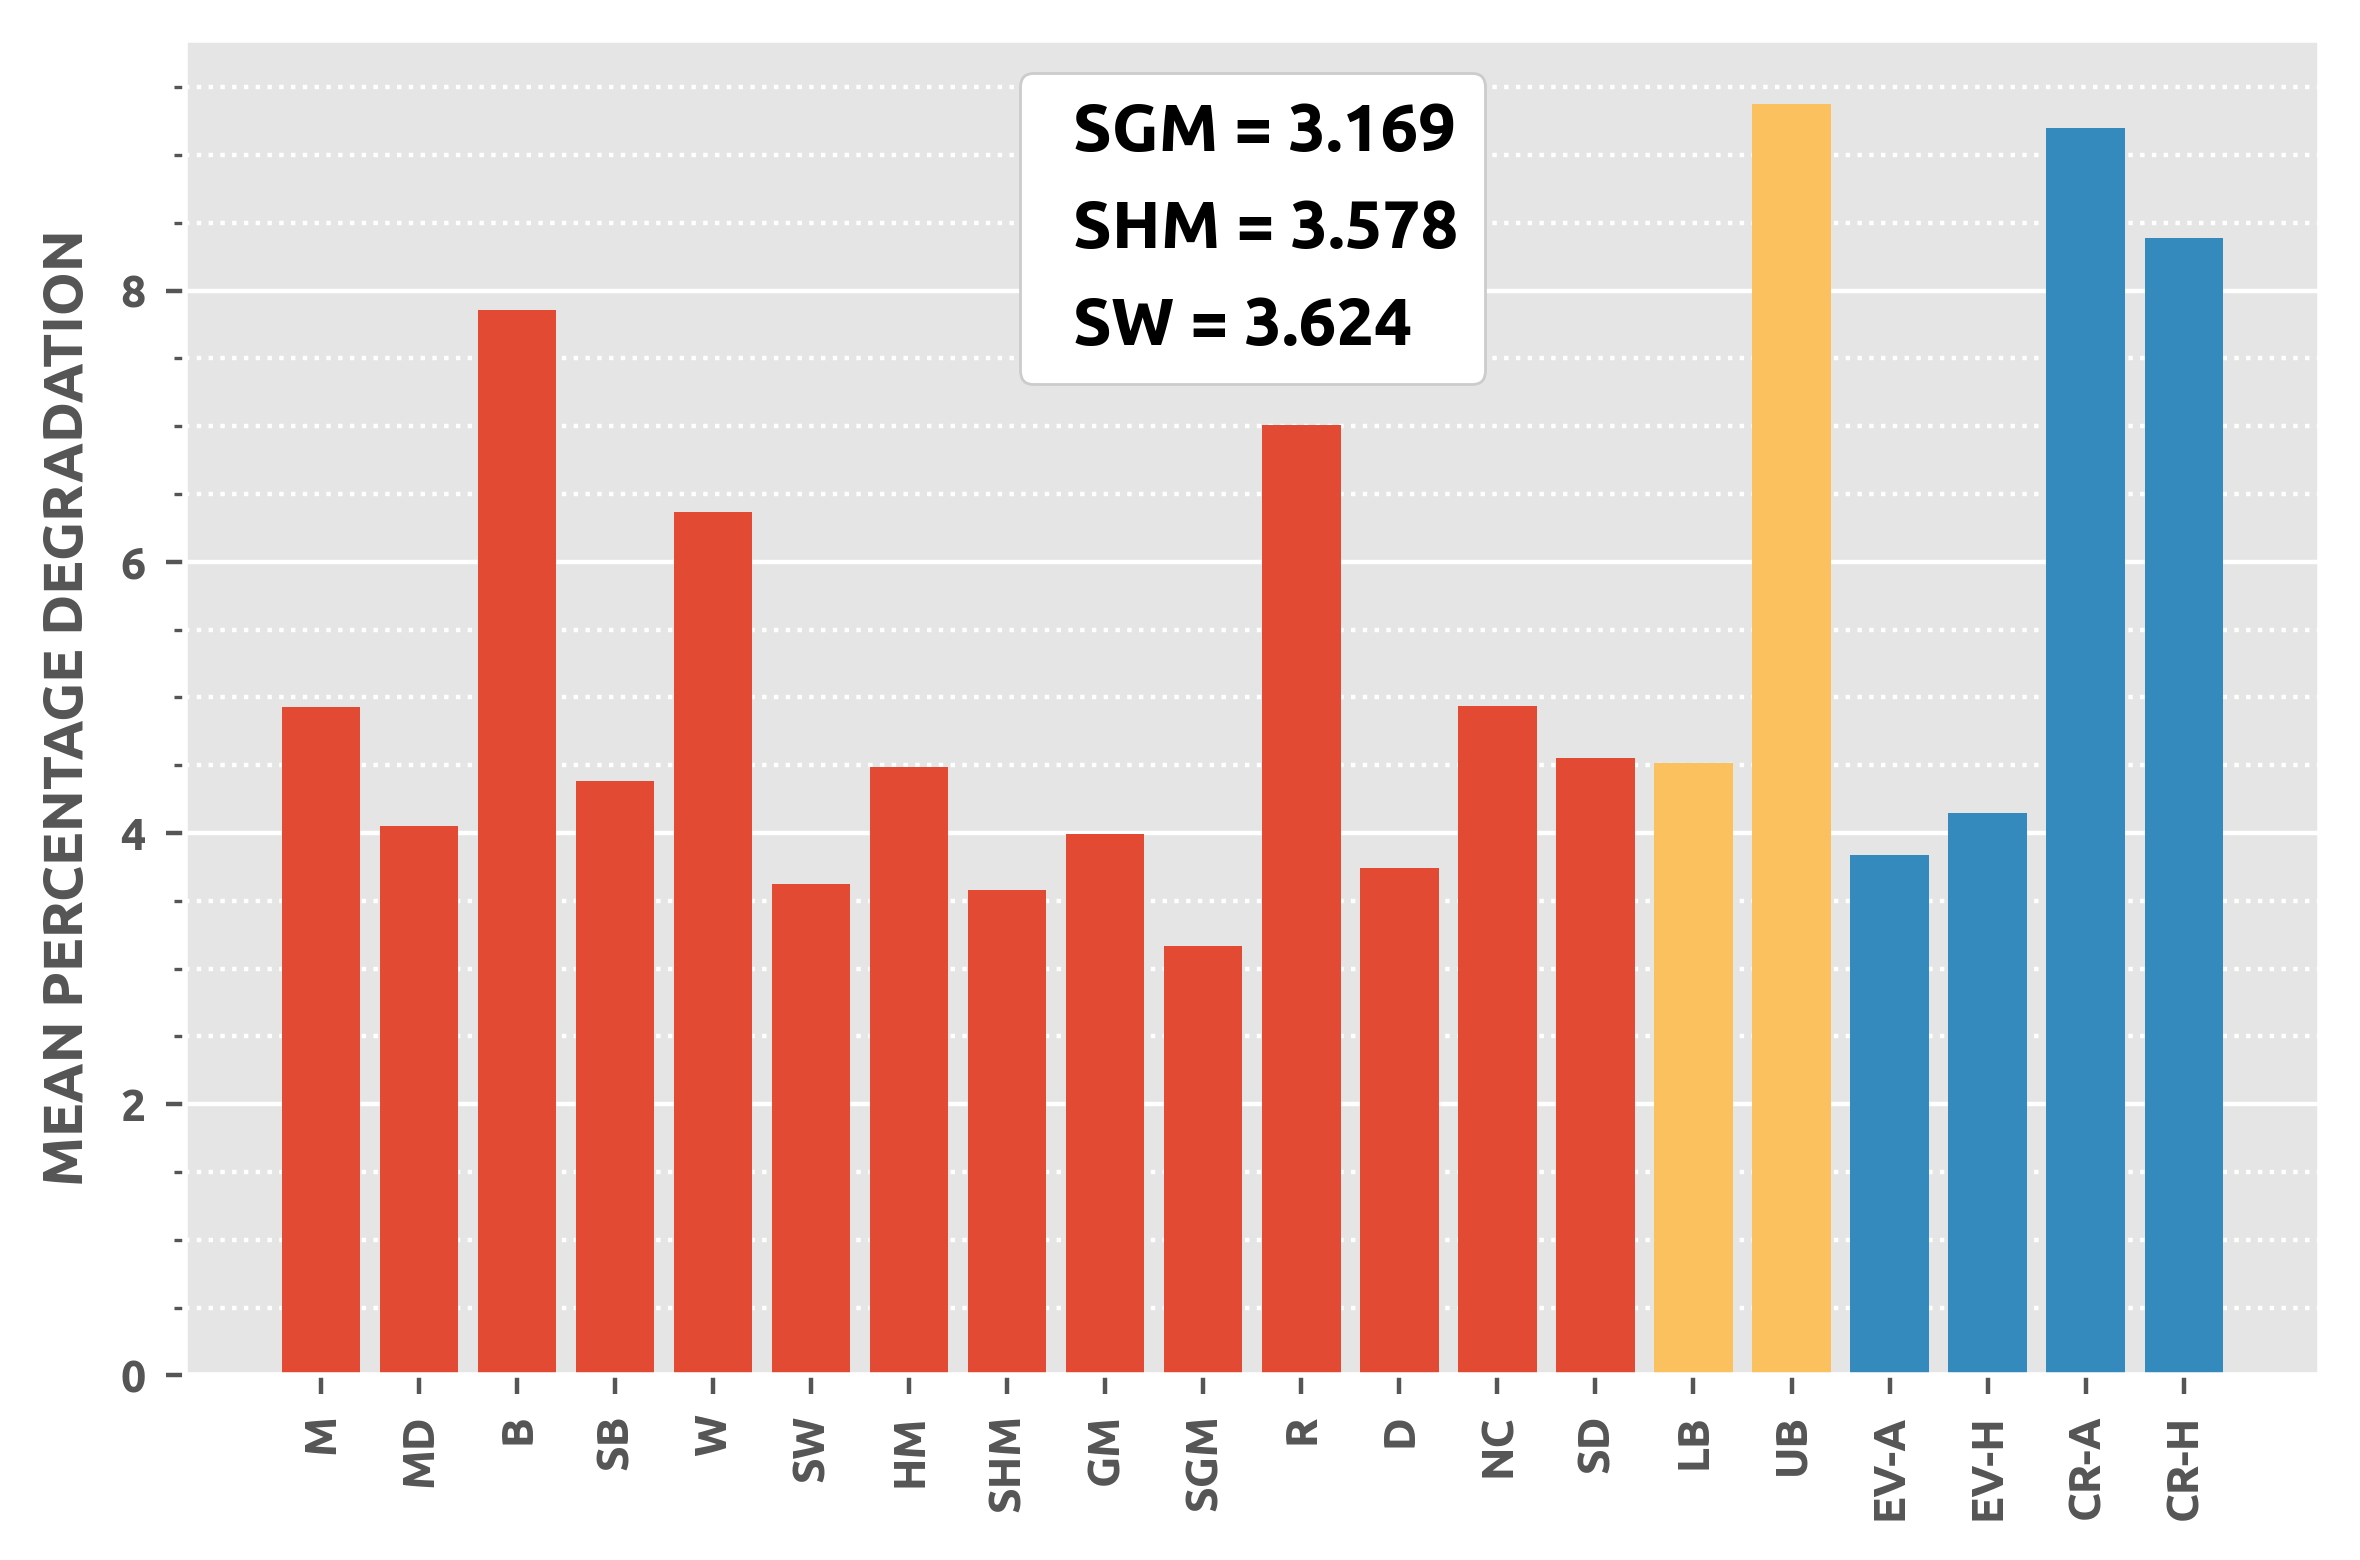 MEAN PERCENTAGE DEGRADATION
8
6
4
2
0
SGM = 3.169
SHM = 3.578
SW = 3.624
M
MD
B
SB
W
SW
HM
SHM
GM
SGM
R
D
NC
SD
LB
UB
EV-A
EV-H
CR-A
CR-H